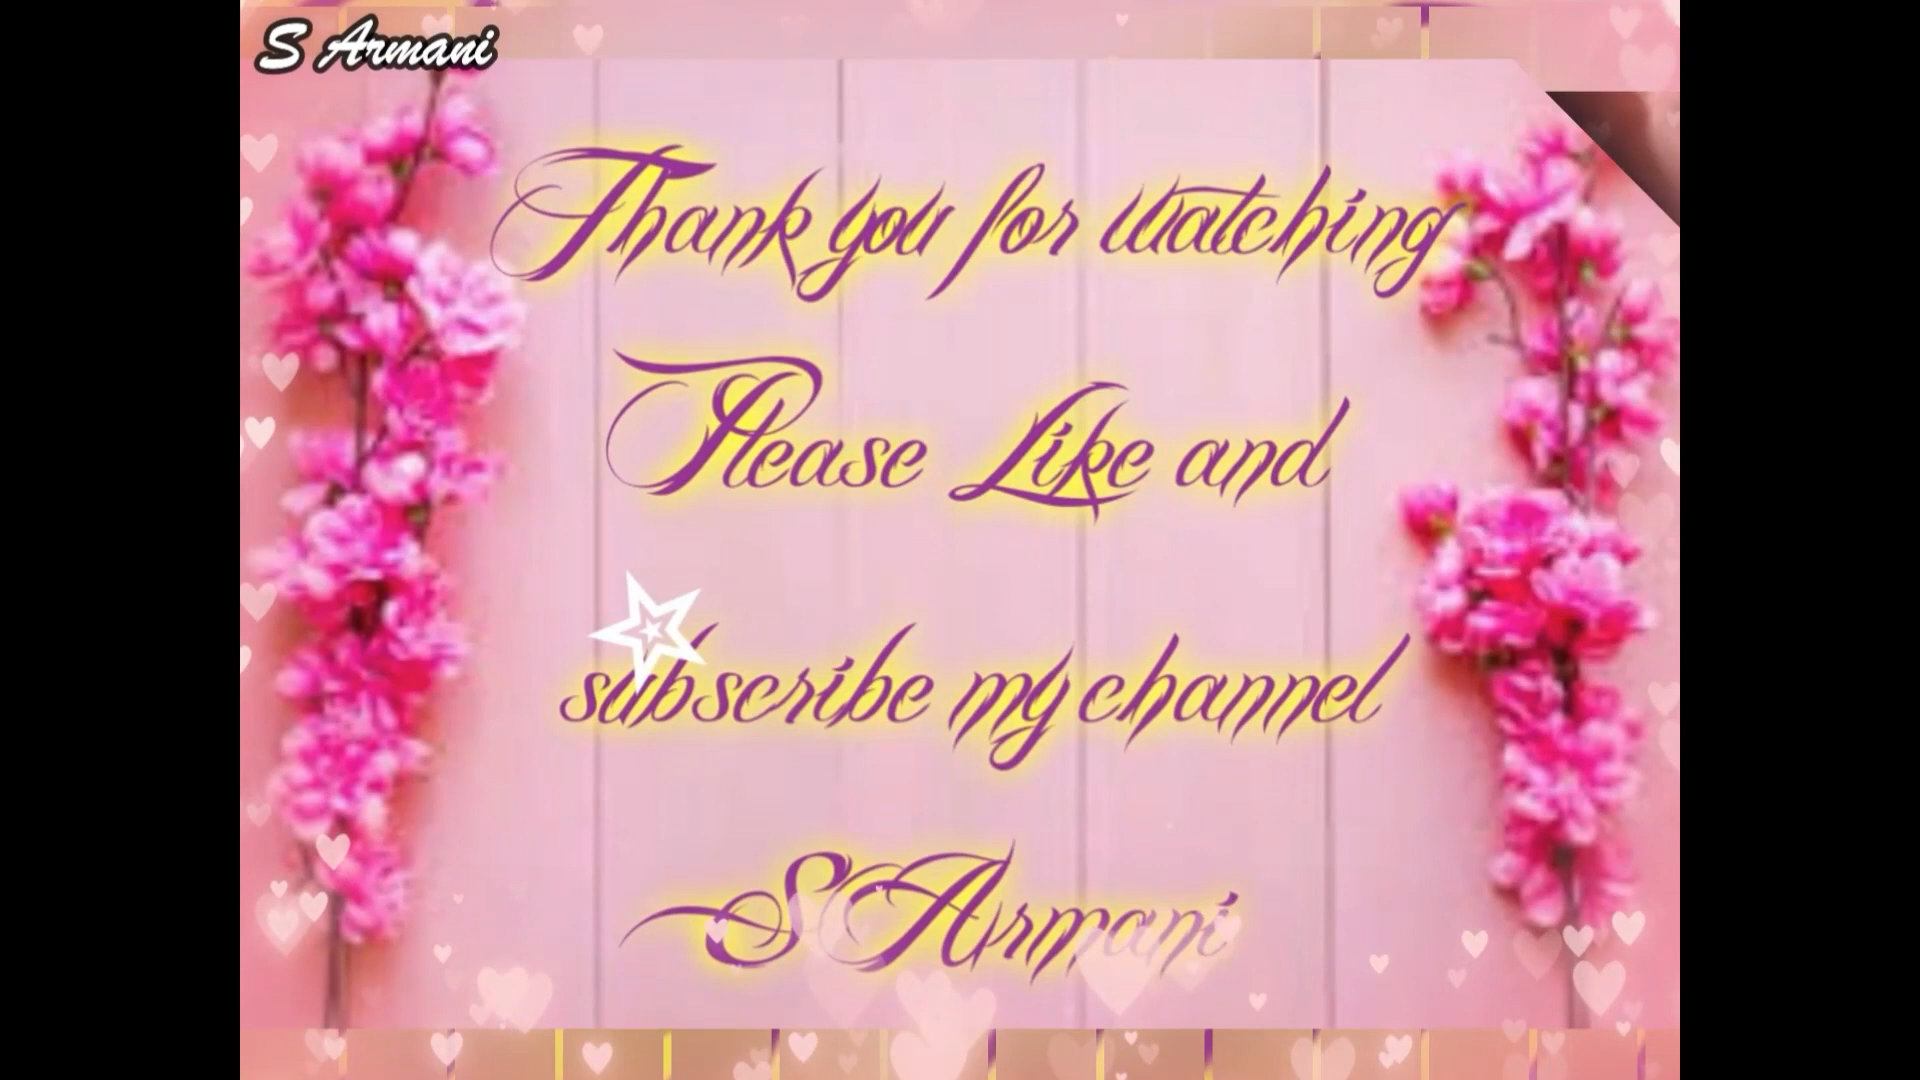 S Armani
Thank you for watching
Please Like and
subscribe my channel
S Armani